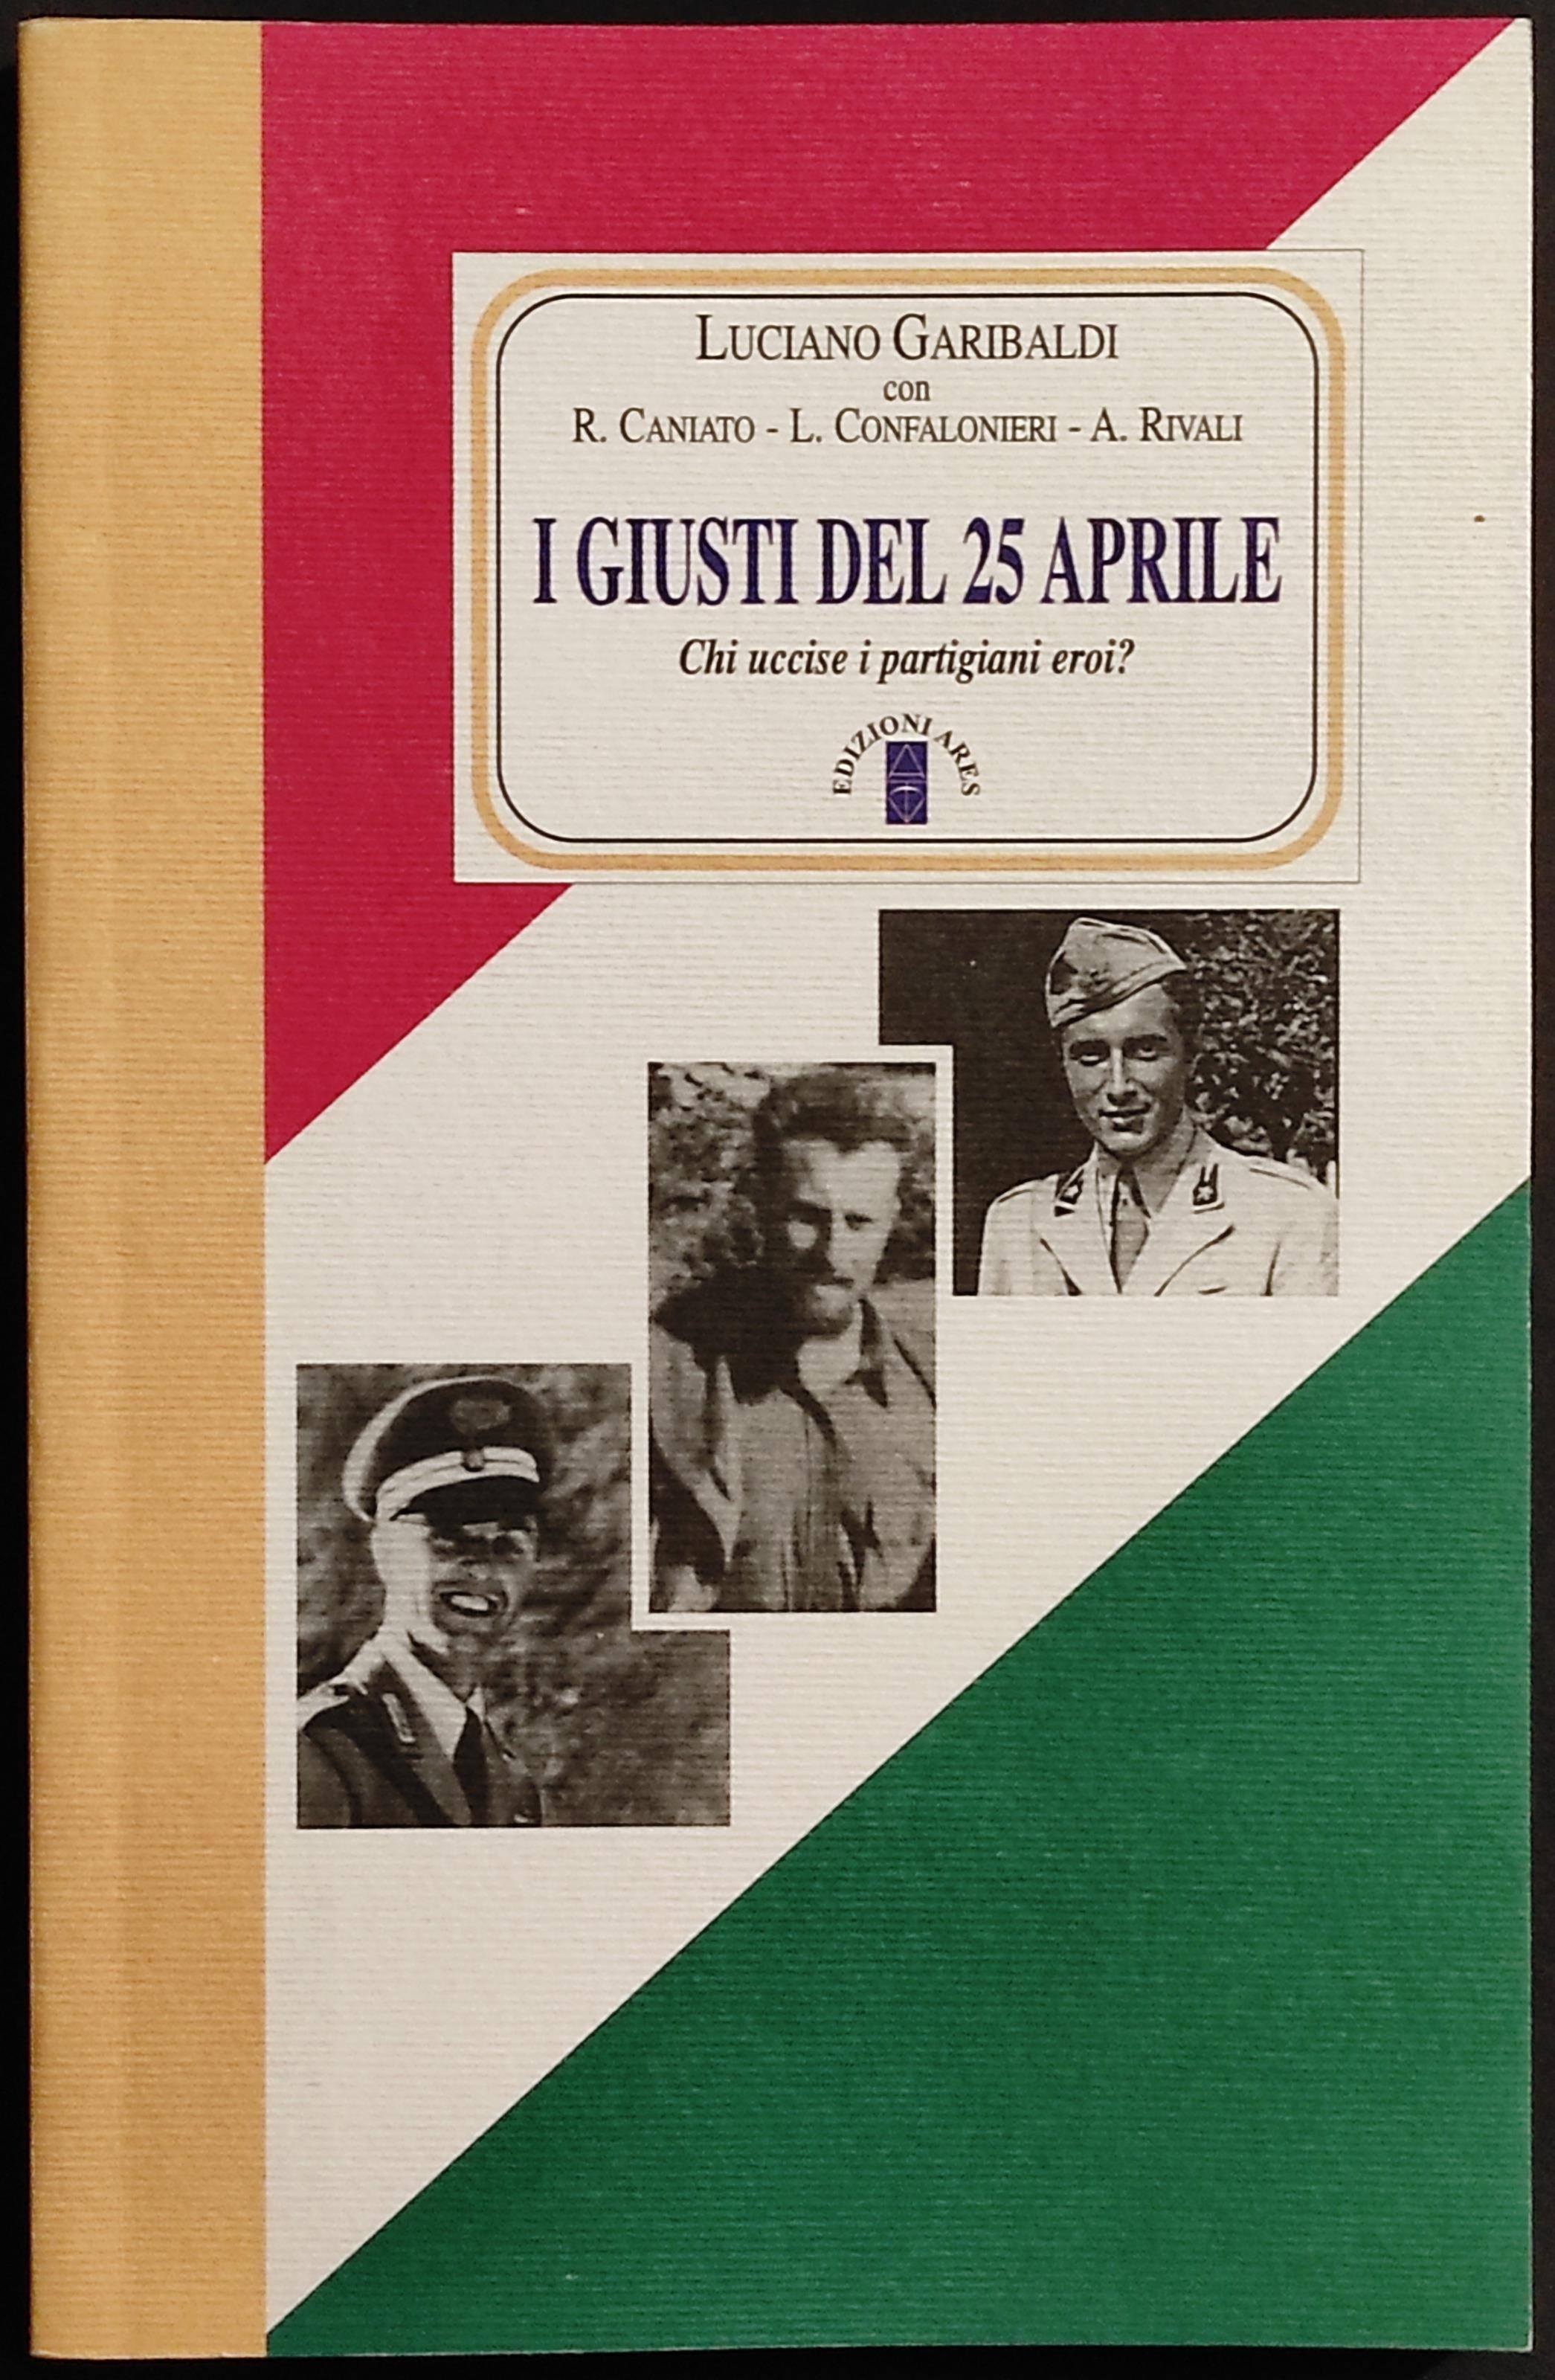 LUCIANO GARIBALDI
con
R. CANIATO - L. CONFALONIERI - A. RIVALI
I GIUSTI DEL 25 APRILE
Chi uccise i partigiani eroi?
EDIZIONI ARES